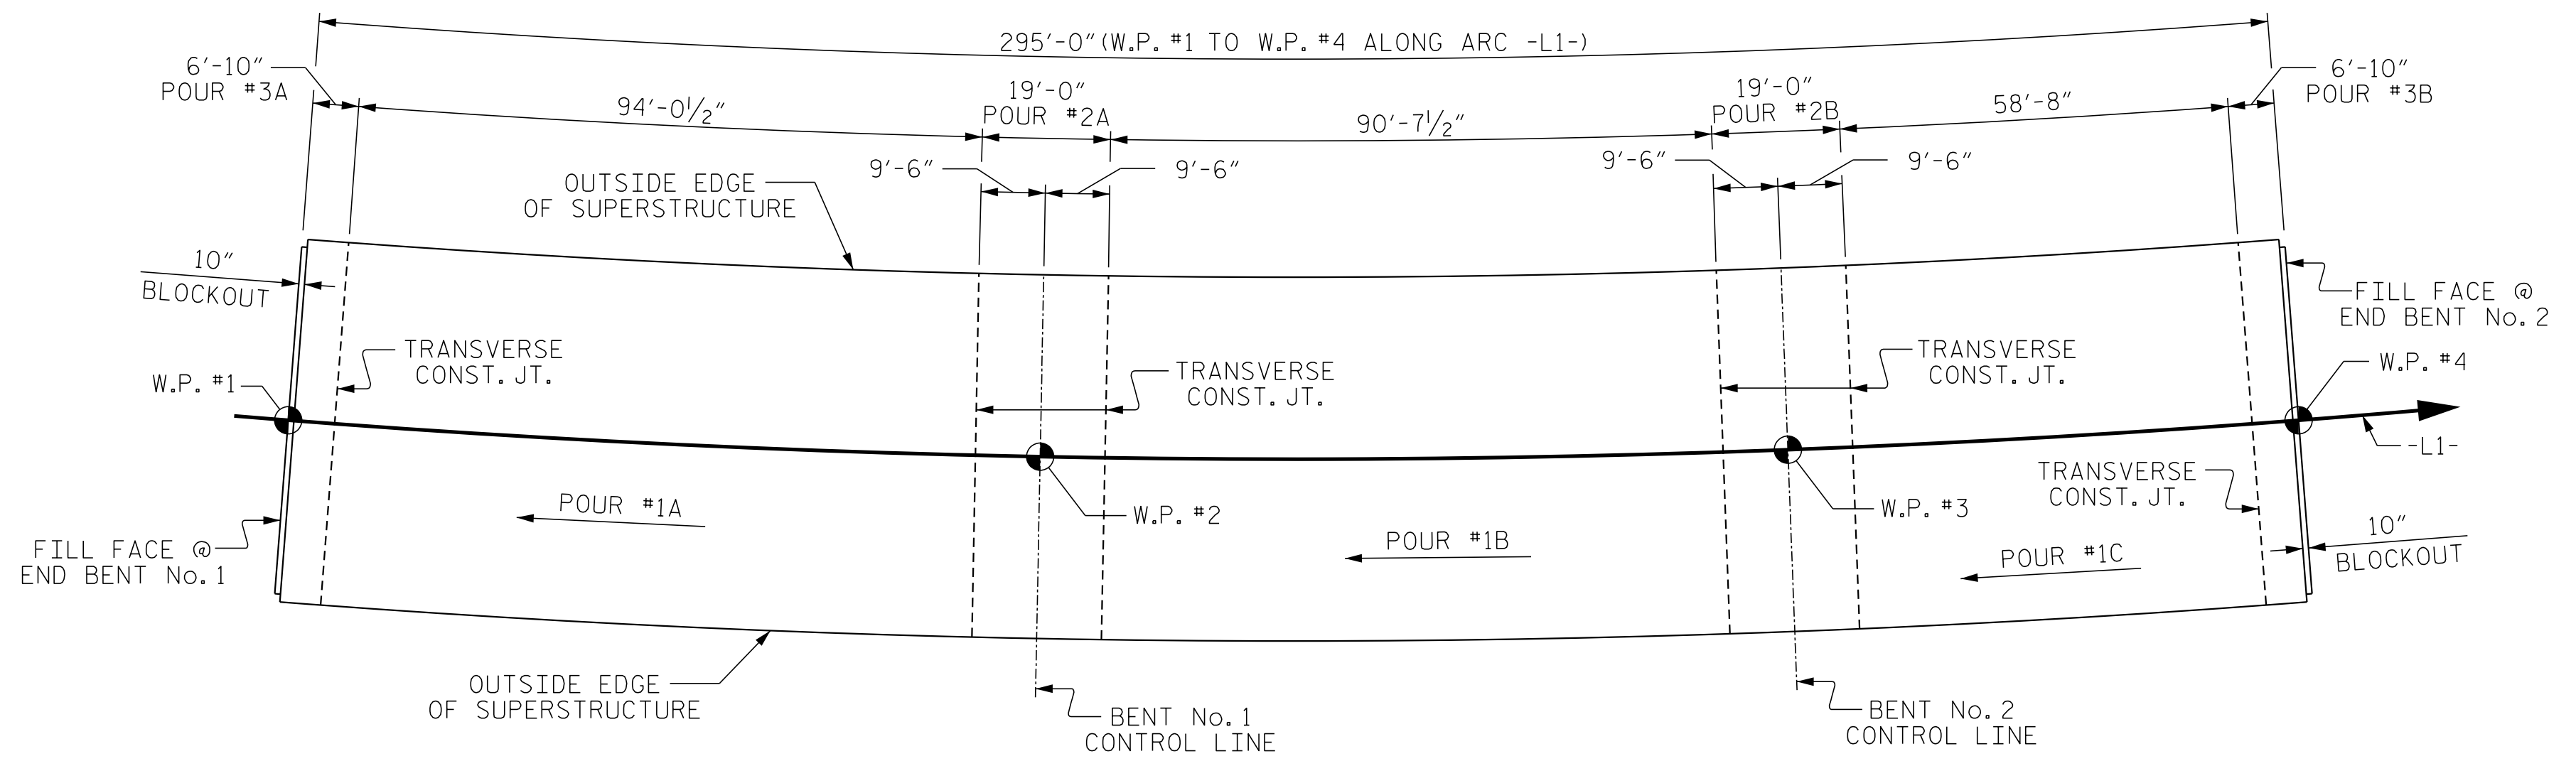 295'-0" (W.P. #1 TO W.P. #4 ALONG ARC -L1-)
6'-10"
POUR #3A
94'-0½"
19'-0"
POUR #2A
90'-7½"
19'-0"
POUR #2B
58'-8"
6'-10"
POUR #3B
9'-6"
9'-6"
9'-6"
9'-6"
OUTSIDE EDGE
OF SUPERSTRUCTURE
10"
BLOCKOUT
FILL FACE @
END BENT No. 2
TRANSVERSE
CONST. JT.
TRANSVERSE
CONST. JT.
TRANSVERSE
CONST. JT.
W.P. #1
W.P. #4
-L1-
TRANSVERSE
CONST. JT.
POUR #1A
W.P. #2
W.P. #3
POUR #1B
POUR #1C
10"
BLOCKOUT
FILL FACE @
END BENT No. 1
OUTSIDE EDGE
OF SUPERSTRUCTURE
BENT No. 1
CONTROL LINE
BENT No. 2
CONTROL LINE